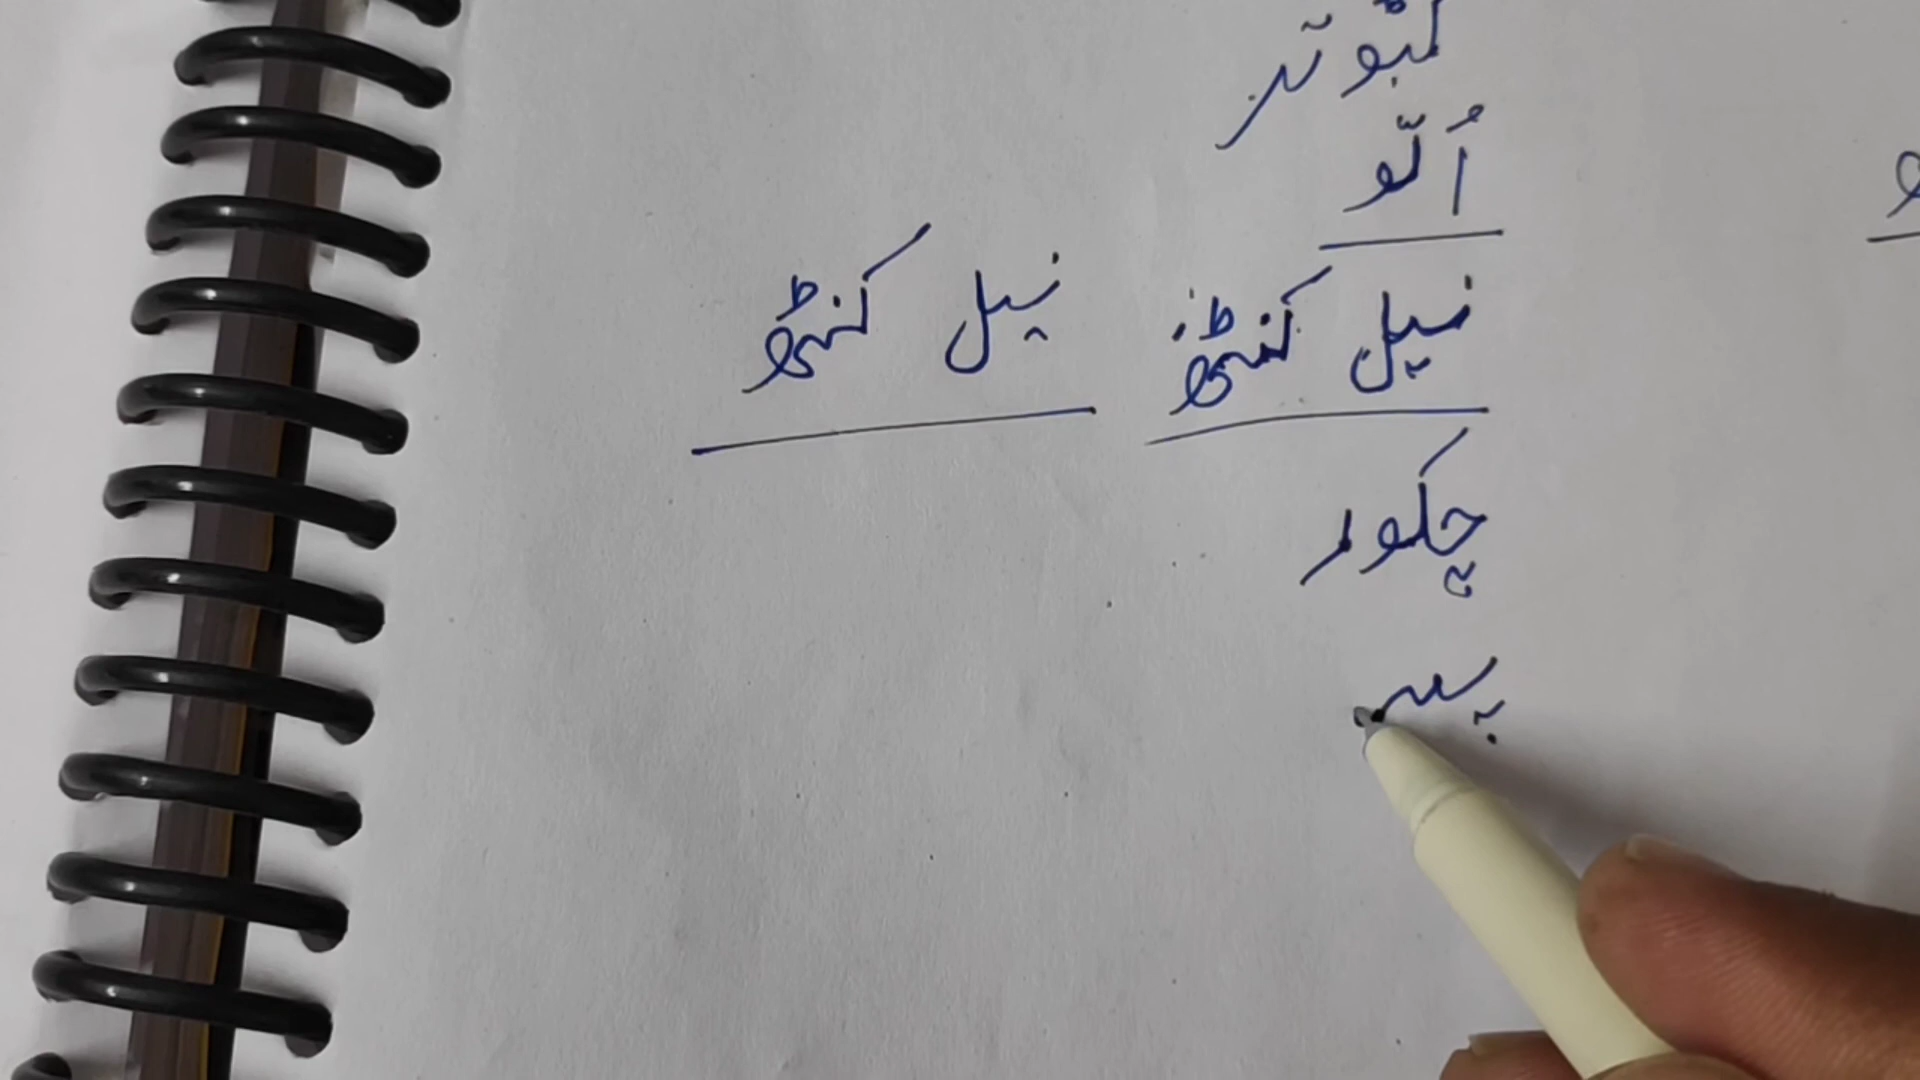 کبوتر
اُلّو
نیل کنٹھ نیل کنٹھ
چکور